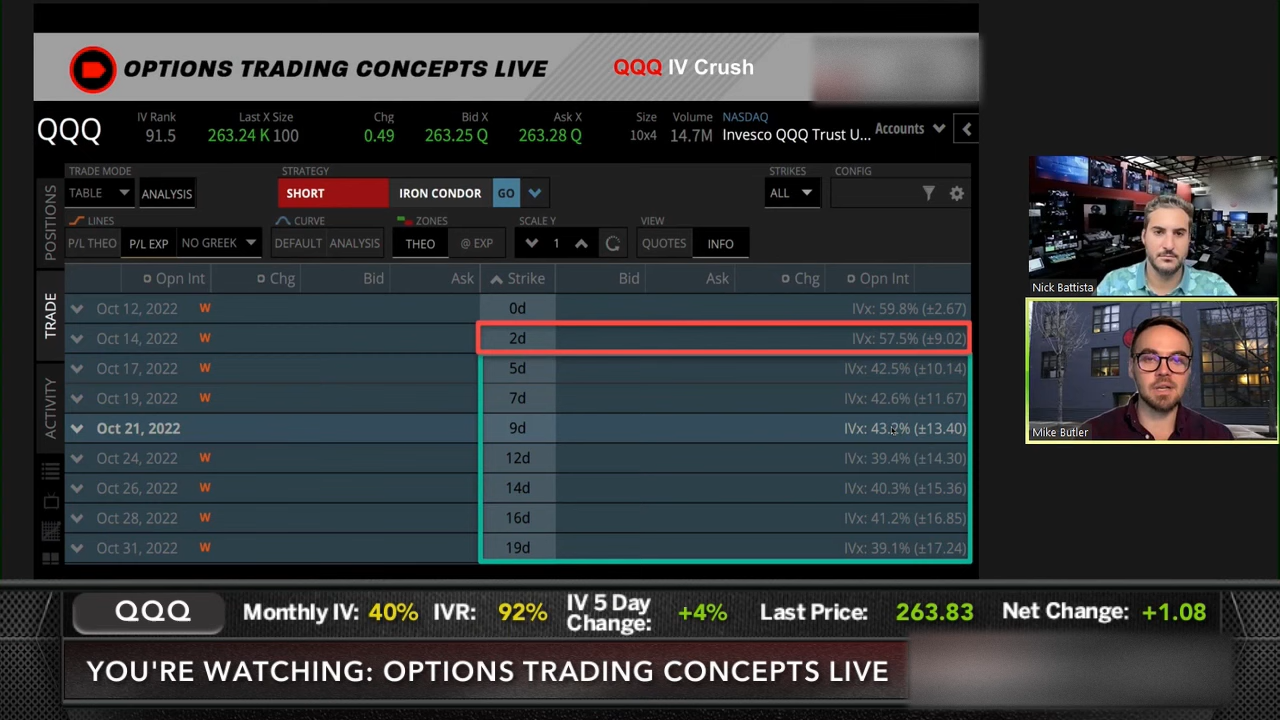 OPTIONS TRADING CONCEPTS LIVE
QQQ IV Crush
QQQ
IV Rank
91.5
Last X Size
263.24 K 100
Chg
0.49
Bid X
263.25 Q
Ask X
263.28 Q
Size
10x4
Volume
14.7M
NASDAQ
Invesco QQQ Trust U...
Accounts
POSITIONS
TRADE
ACTIVITY
TRADE MODE
TABLE
ANALYSIS
STRATEGY
SHORT
IRON CONDOR
GO
STRIKES
ALL
CONFIG
LINES
P/L THEO
P/L EXP
NO GREEK
CURVE
DEFAULT
ANALYSIS
ZONES
THEO
@ EXP
SCALE Y
1
VIEW
QUOTES
INFO
Opn Int Chg Bid Ask Strike Bid Ask Chg Opn Int
Oct 12, 2022 W 0d IVx: 59.8% (±2.67)
Oct 14, 2022 W 2d IVx: 57.5% (±9.02)
Oct 17, 2022 W 5d IVx: 42.5% (±10.14)
Oct 19, 2022 W 7d IVx: 42.6% (±11.67)
Oct 21, 2022 9d IVx: 43.2% (±13.40)
Oct 24, 2022 W 12d IVx: 39.4% (±14.30)
Oct 26, 2022 W 14d IVx: 40.3% (±15.36)
Oct 28, 2022 W 16d IVx: 41.2% (±16.85)
Oct 31, 2022 W 19d IVx: 39.1% (±17.24)
Nick Battista
Mike Butler
QQQ Monthly IV: 40% IVR: 92% IV 5 Day Change: +4% Last Price: 263.83 Net Change: +1.08
YOU'RE WATCHING: OPTIONS TRADING CONCEPTS LIVE